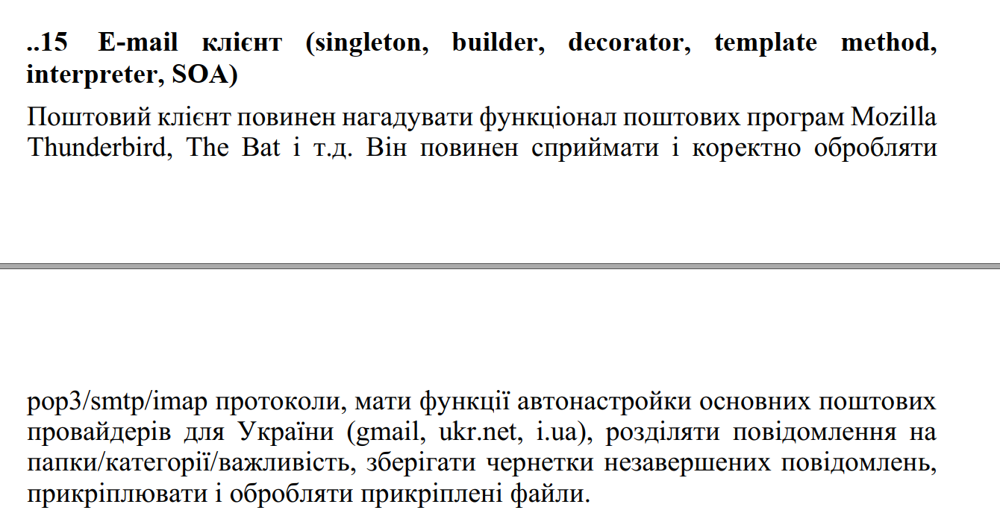 ..15 E-mail клієнт (singleton, builder, decorator, template method,
interpreter, SOA)
Поштовий клієнт повинен нагадувати функціонал поштових програм Mozilla
Thunderbird, The Bat і т.д. Він повинен сприймати і коректно обробляти
pop3/smtp/imap протоколи, мати функції автонастройки основних поштових
провайдерів для України (gmail, ukr.net, i.ua), розділяти повідомлення на
папки/категорії/важливість, зберігати чернетки незавершених повідомлень,
прикріплювати і обробляти прикріплені файли.